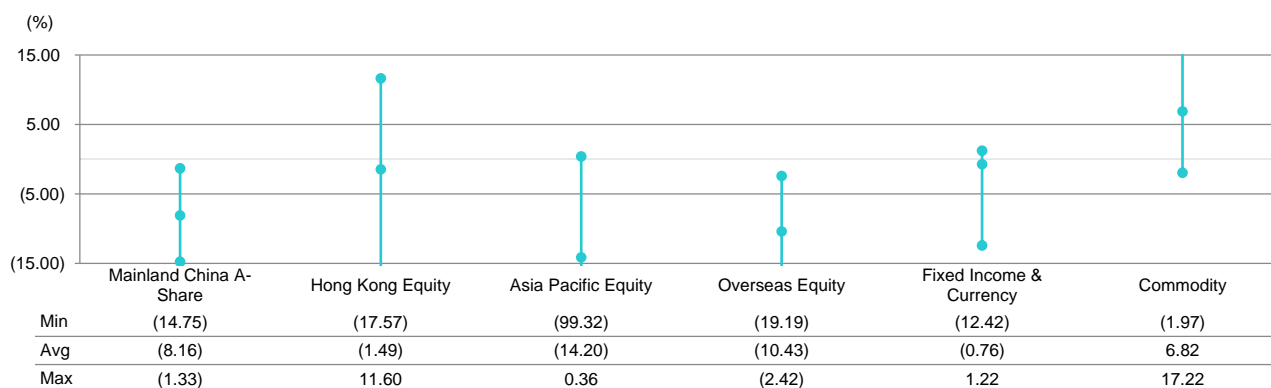 (%)
15.00
5.00
(5.00)
(15.00)
Mainland China A-
Share
Hong Kong Equity
Asia Pacific Equity
Overseas Equity
Fixed Income &
Currency
Commodity
Min (14.75) (17.57) (99.32) (19.19) (12.42) (1.97)
Avg (8.16) (1.49) (14.20) (10.43) (0.76) 6.82
Max (1.33) 11.60 0.36 (2.42) 1.22 17.22